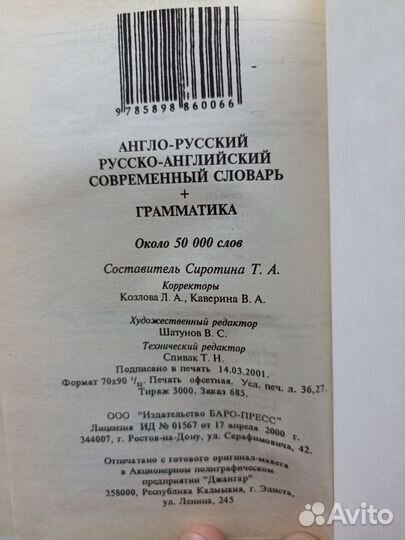 9 785898 860066
АНГЛО-РУССКИЙ
РУССКО-АНГЛИЙСКИЙ
СОВРЕМЕННЫЙ СЛОВАРЬ
+
ГРАММАТИКА
Около 50 000 слов
Составитель Сиротина Т. А.
Корректоры
Козлова Л. А., Каверина В. А.
Художественный редактор
Шатунов В. С.
Технический редактор
Спивак Т. Н.
Подписано в печать 14.03.2001.
Формат 70х90 1/32. Печать офсетная. Усл. печ. л. 36,27.
Тираж 3000. Заказ 685.
ООО "Издательство БАРО-ПРЕСС"
Лицензия ИД № 01567 от 17 апреля 2000 г.
344007, г. Ростов-на-Дону, ул. Серафимовича, 42.
Отпечатано с готового оригинал-макета
в Акционерном полиграфическом
предприятии "Джангар"
358000, Республика Калмыкия, г. Элиста,
ул. Ленина, 245
Avito